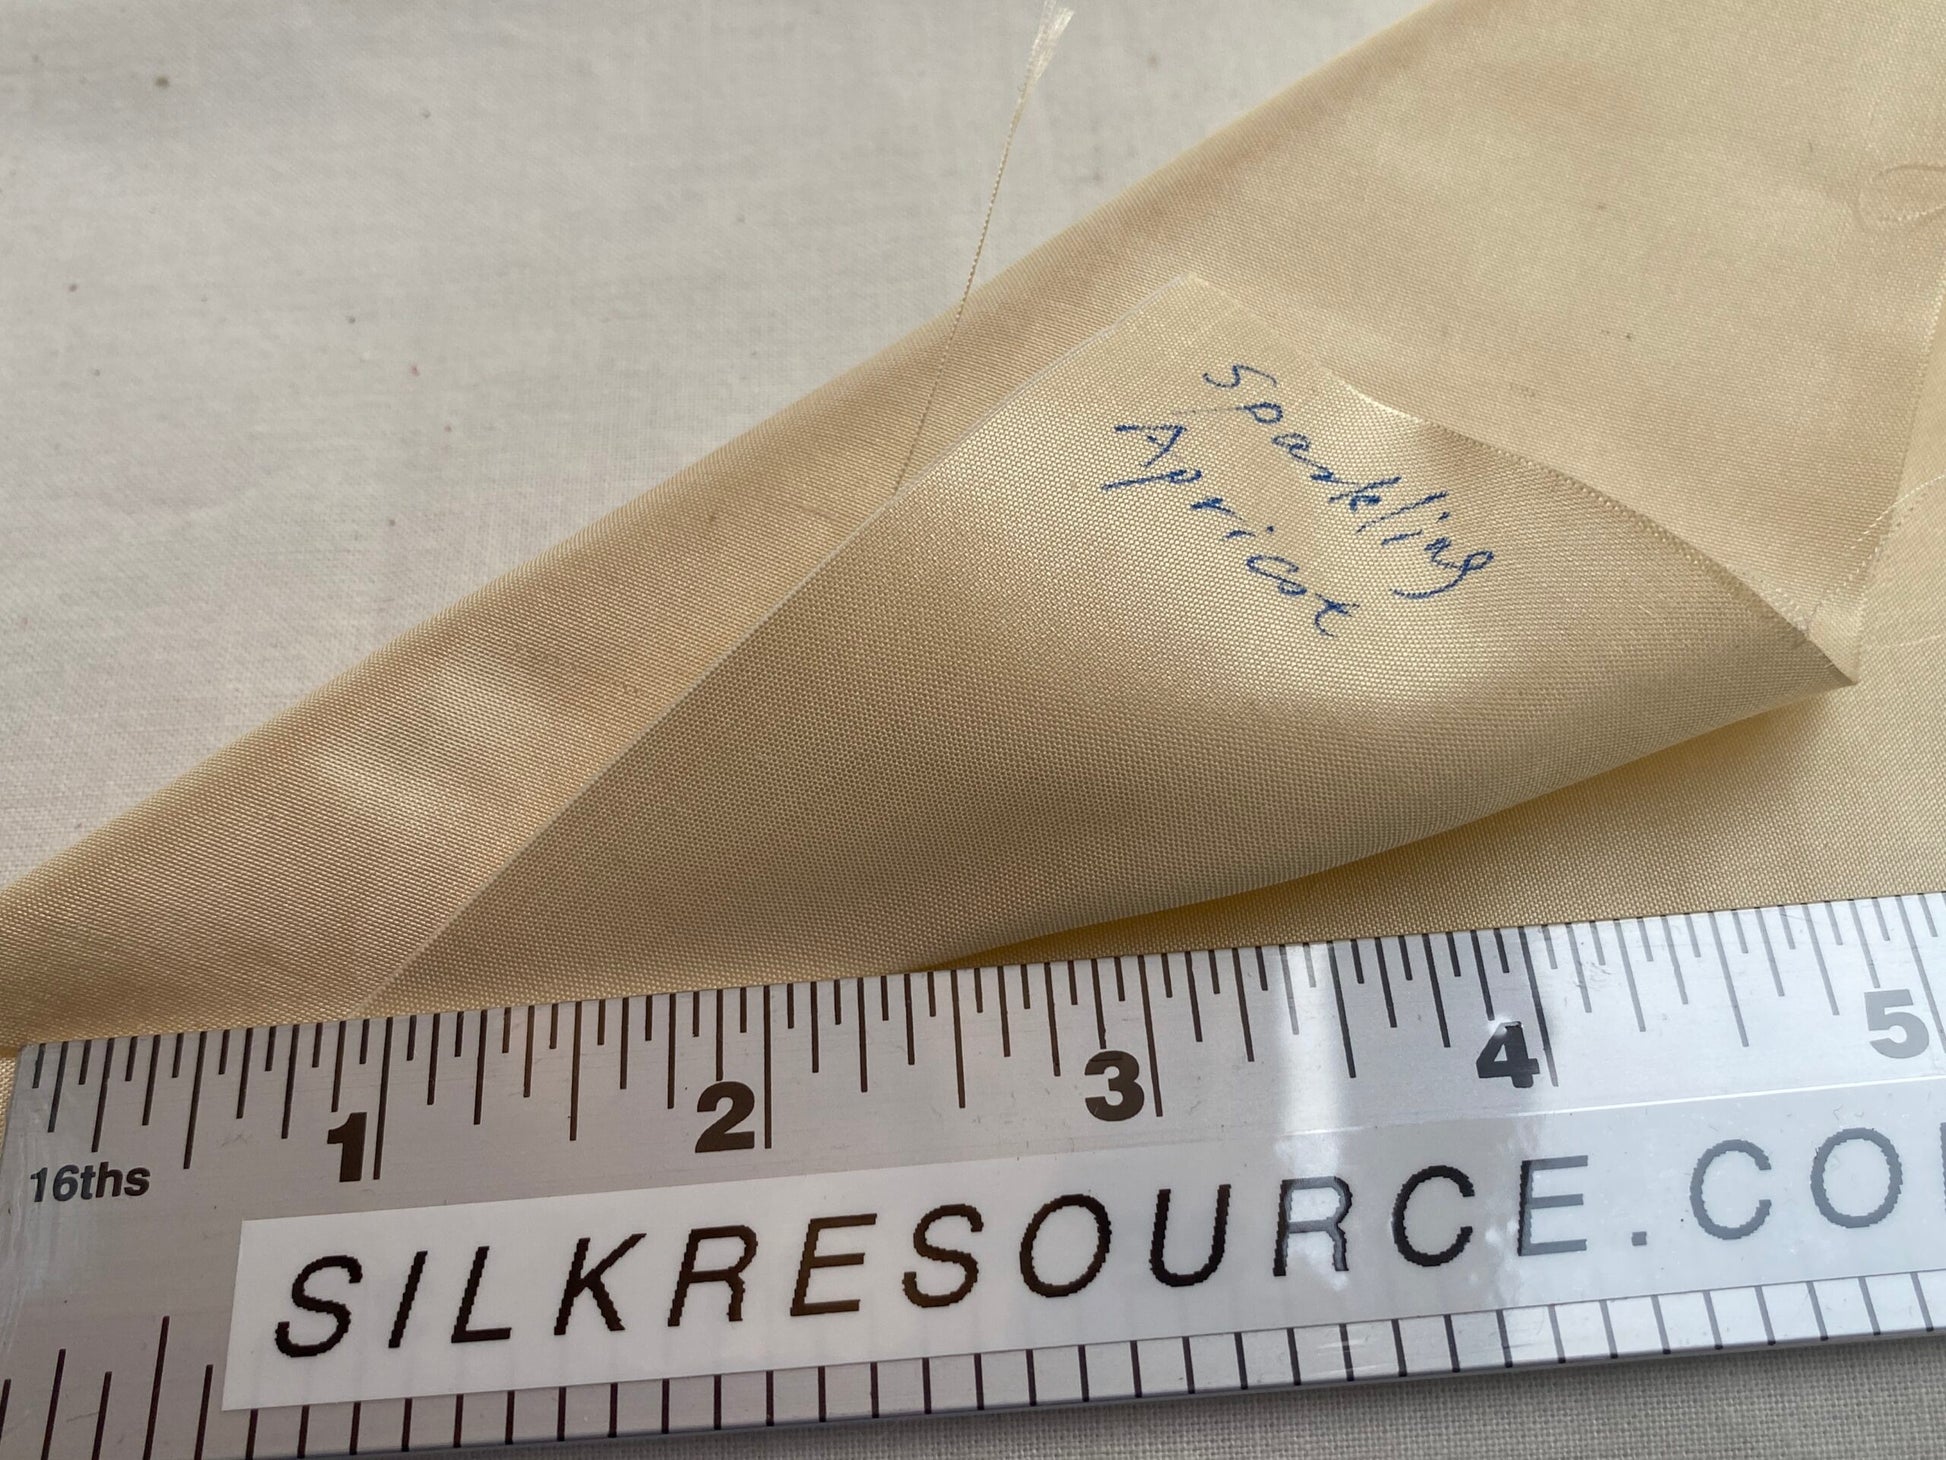 Sparkling
Apricot
1 2 3 4 5
16ths
SILKRESOURCE.CO